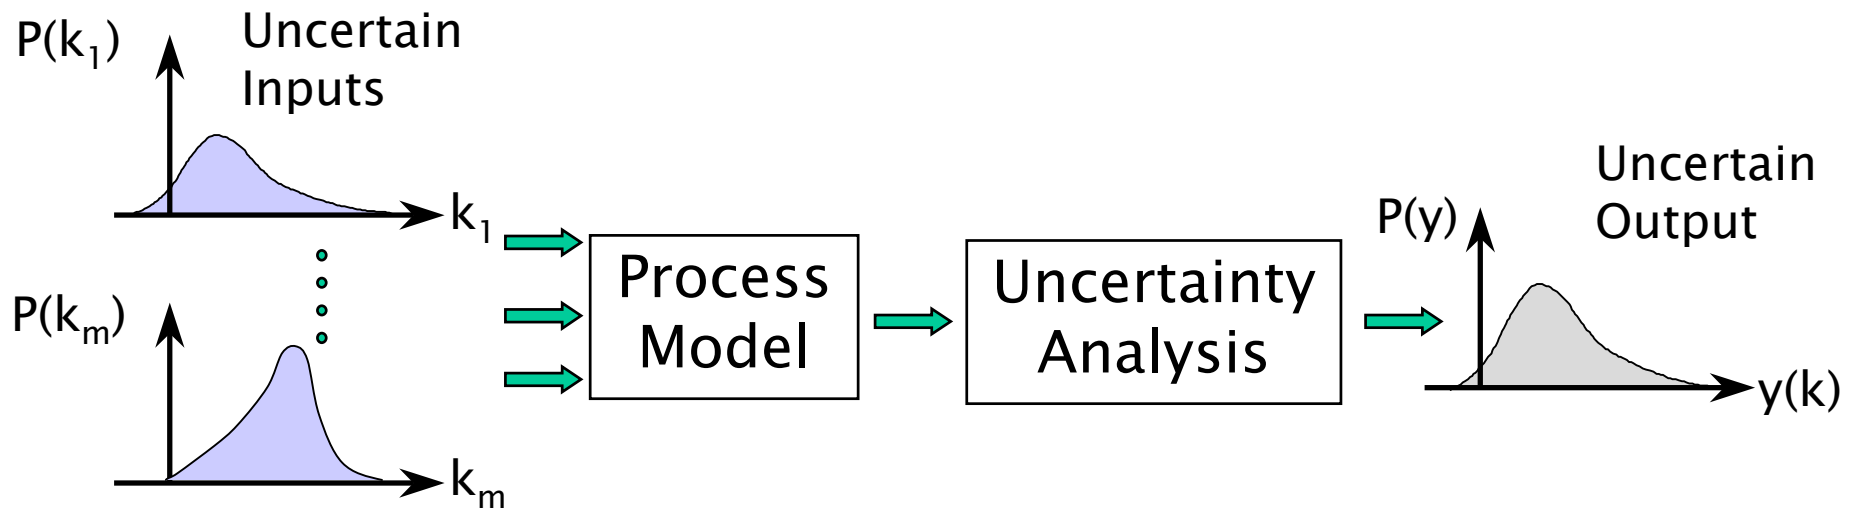 P(k₁)
Uncertain
Inputs
k₁
P(kₘ)
kₘ
Process
Model
Uncertainty
Analysis
P(y)
Uncertain
Output
y(k)